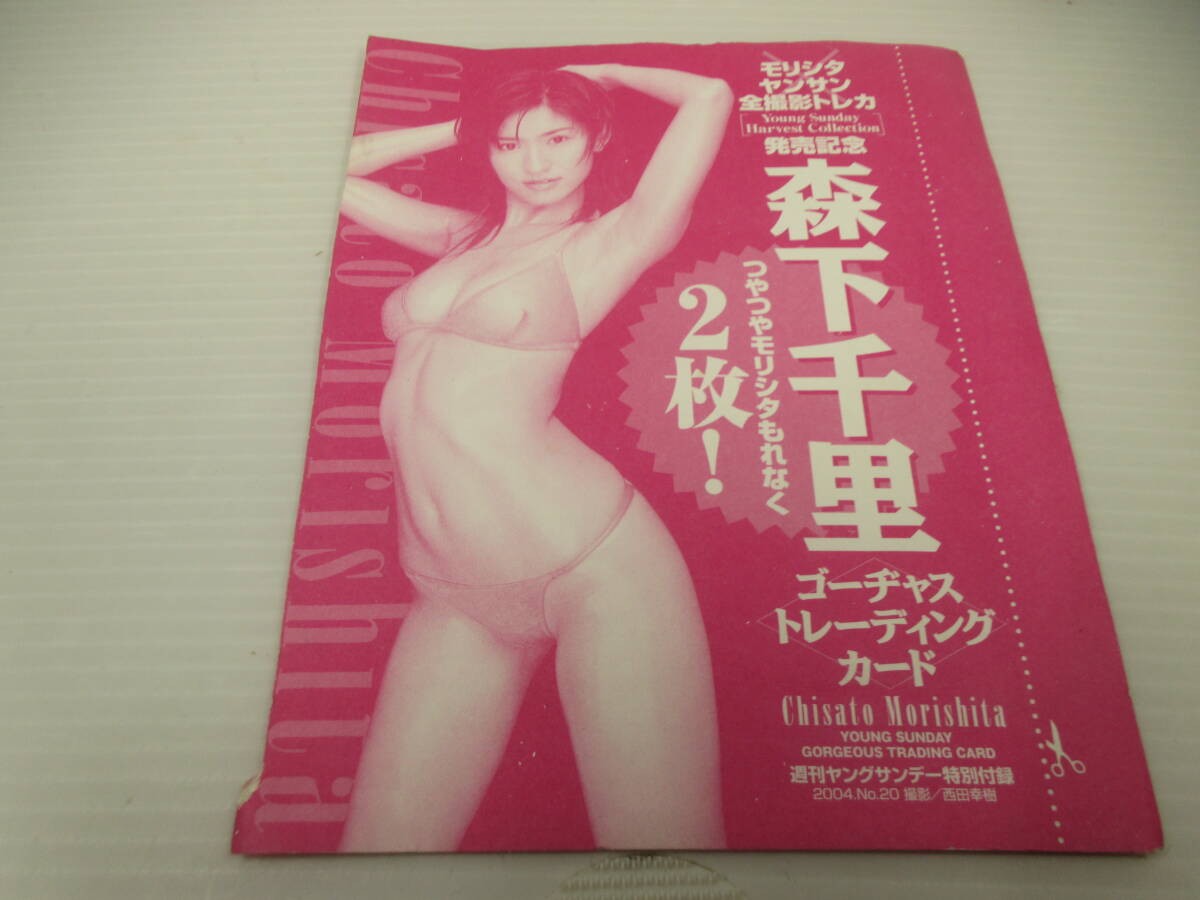 モリシタ
ヤンサン
全撮影トレカ
Young Sunday
Harvest Collection
発売記念
森下千里
つやつやモリシタもれなく
2枚!
ゴーヂャス
トレーディング
カード
Chisato Morishita
YOUNG SUNDAY
GORGEOUS TRADING CARD
週刊ヤングサンデー特別付録
2004.No.20 撮影/西田幸樹
Chisato Morishita